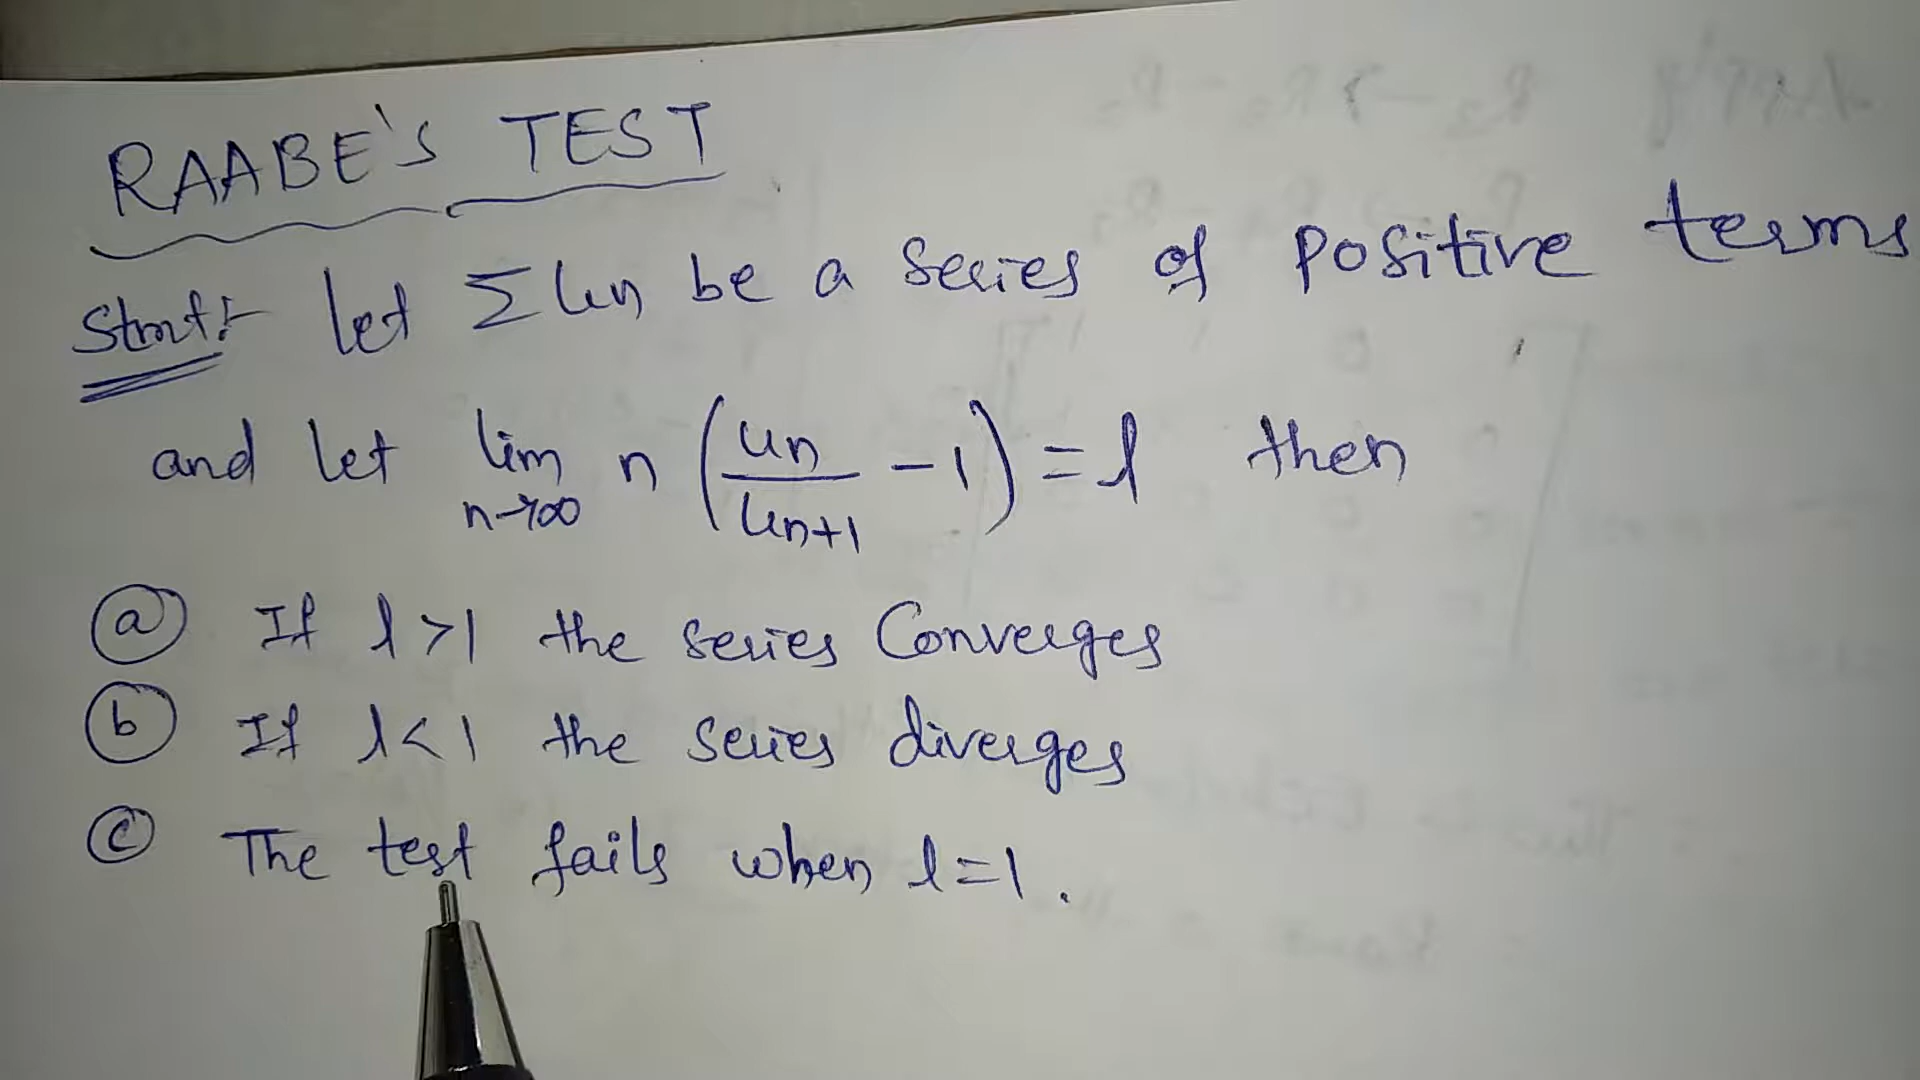 RAABE'S TEST
Stmt:- let Σ un be a series of positive terms
and let lim n→∞ n (un/un+1 - 1) = l then
(a) If l > 1 the series Converges
(b) If l < 1 the series diverges
(c) The test fails when l = 1.